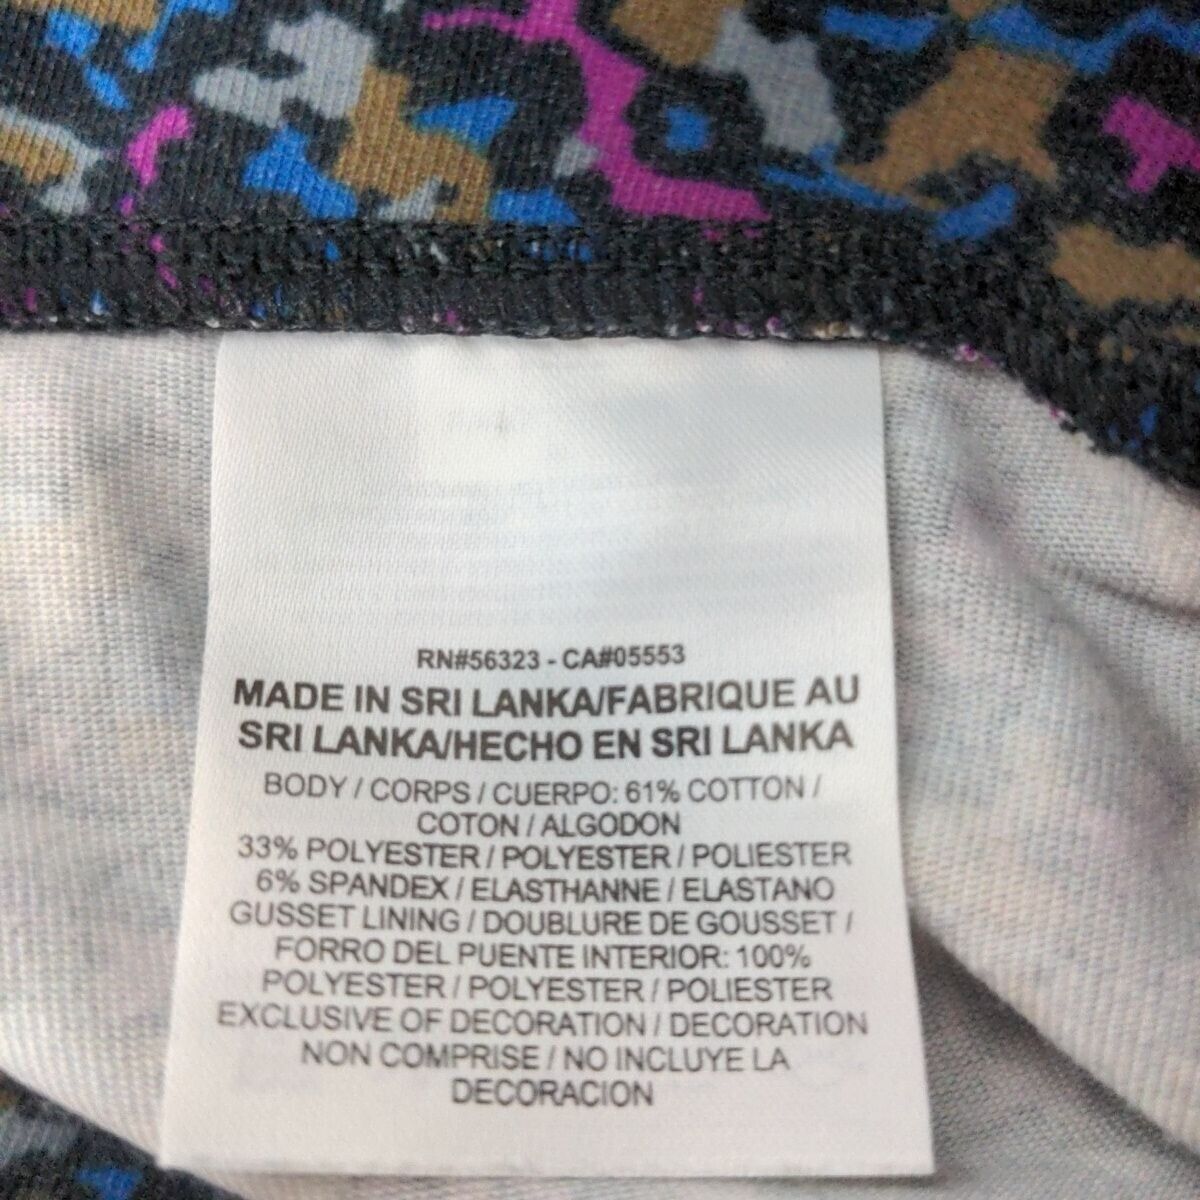 RN#56323 - CA#05553
MADE IN SRI LANKA/FABRIQUE AU
SRI LANKA/HECHO EN SRI LANKA
BODY / CORPS / CUERPO: 61% COTTON /
COTON / ALGODON
33% POLYESTER / POLYESTER / POLIESTER
6% SPANDEX / ELASTHANNE / ELASTANO
GUSSET LINING / DOUBLURE DE GOUSSET /
FORRO DEL PUENTE INTERIOR: 100%
POLYESTER / POLYESTER / POLIESTER
EXCLUSIVE OF DECORATION / DECORATION
NON COMPRISE / NO INCLUYE LA
DECORACION